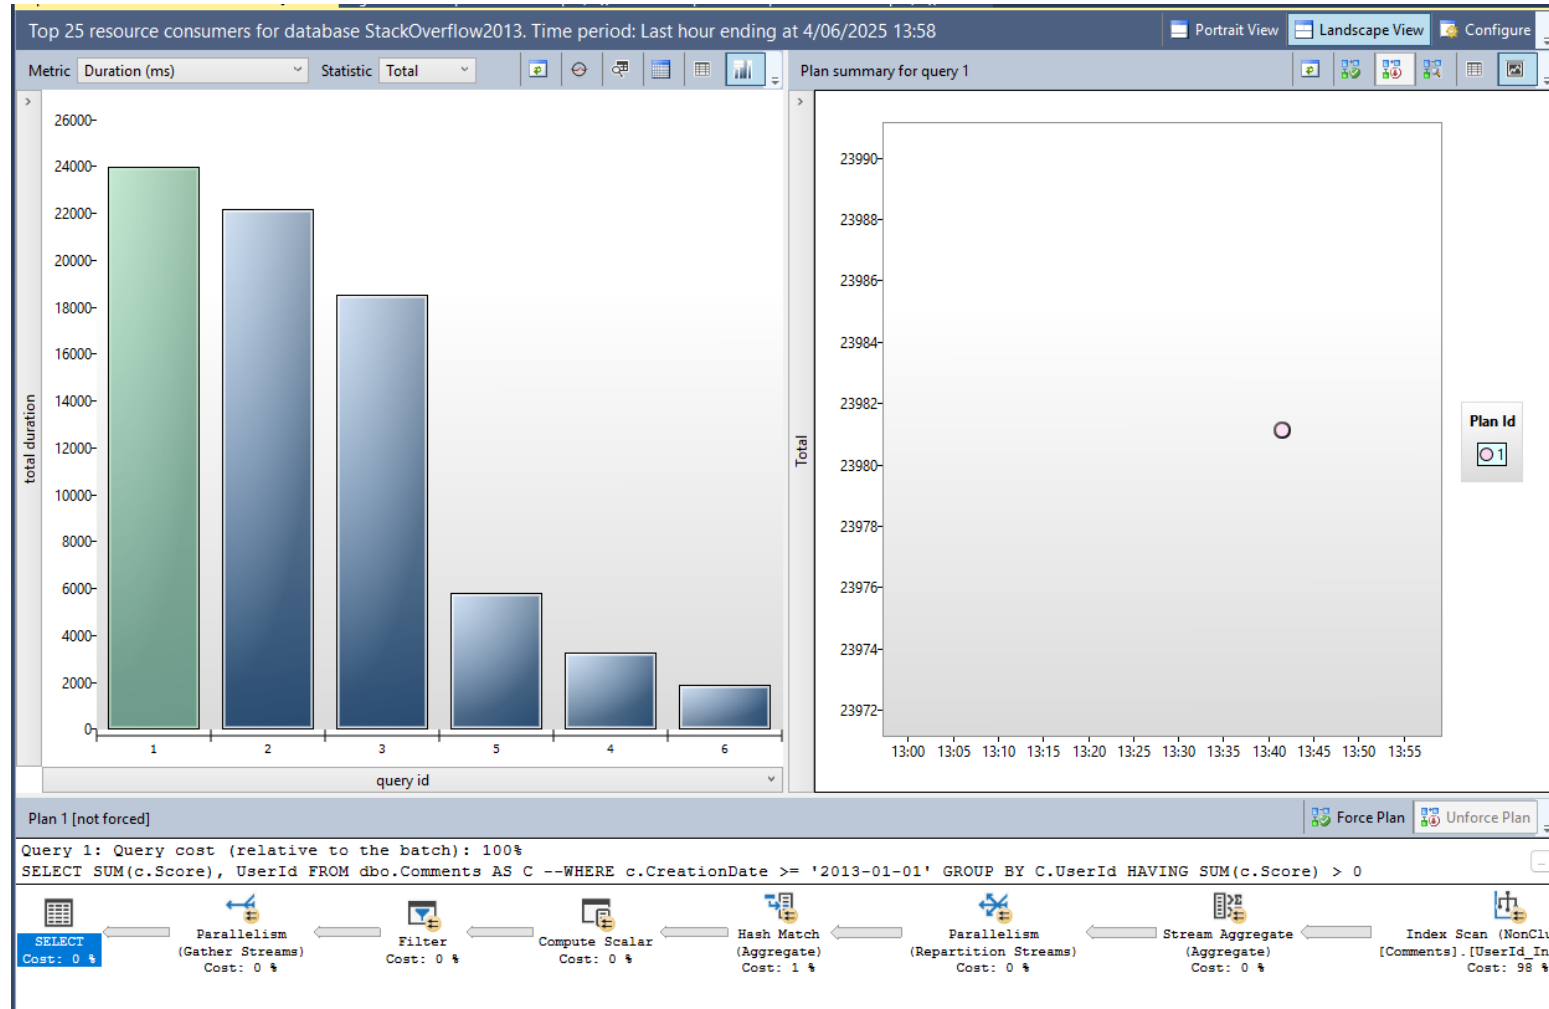 Top 25 resource consumers for database StackOverflow2013. Time period: Last hour ending at 4/06/2025 13:58
Portrait View
Landscape View
Configure
Metric Duration (ms) Statistic Total
Plan summary for query 1
26000
24000
22000
20000
18000
16000
14000
12000
10000
8000
6000
4000
2000
0
total duration
1 2 3 5 4 6
query id
23990
23988
23986
23984
23982
23980
23978
23976
23974
23972
Total
13:00 13:05 13:10 13:15 13:20 13:25 13:30 13:35 13:40 13:45 13:50 13:55
Plan Id
1
Plan 1 [not forced]
Force Plan
Unforce Plan
Query 1: Query cost (relative to the batch): 100%
SELECT SUM(c.Score), UserId FROM dbo.Comments AS C --WHERE c.CreationDate >= '2013-01-01' GROUP BY C.UserId HAVING SUM(c.Score) > 0
SELECT
Cost: 0 %
Parallelism
(Gather Streams)
Cost: 0 %
Filter
Cost: 0 %
Compute Scalar
Cost: 0 %
Hash Match
(Aggregate)
Cost: 1 %
Parallelism
(Repartition Streams)
Cost: 0 %
Stream Aggregate
(Aggregate)
Cost: 0 %
Index Scan (NonClu
[Comments].[UserId_In
Cost: 98 %